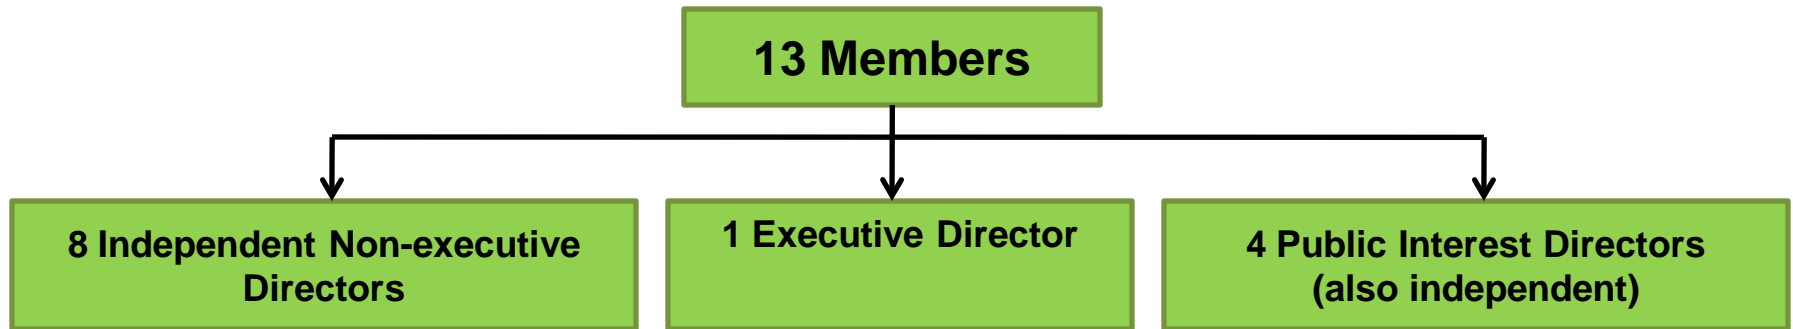 13 Members
8 Independent Non-executive
Directors
1 Executive Director
4 Public Interest Directors
(also independent)